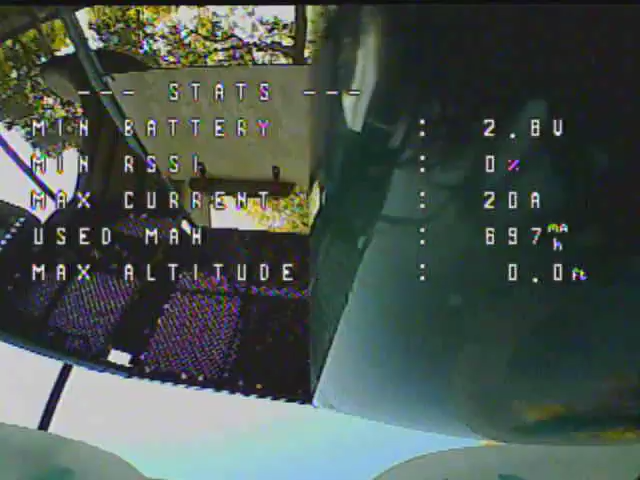 --- STATS ---
MIN BATTERY : 2.8V
MIN RSSI : 0%
MAX CURRENT : 20A
USED MAH : 697mAh
MAX ALTITUDE : 0.0ft